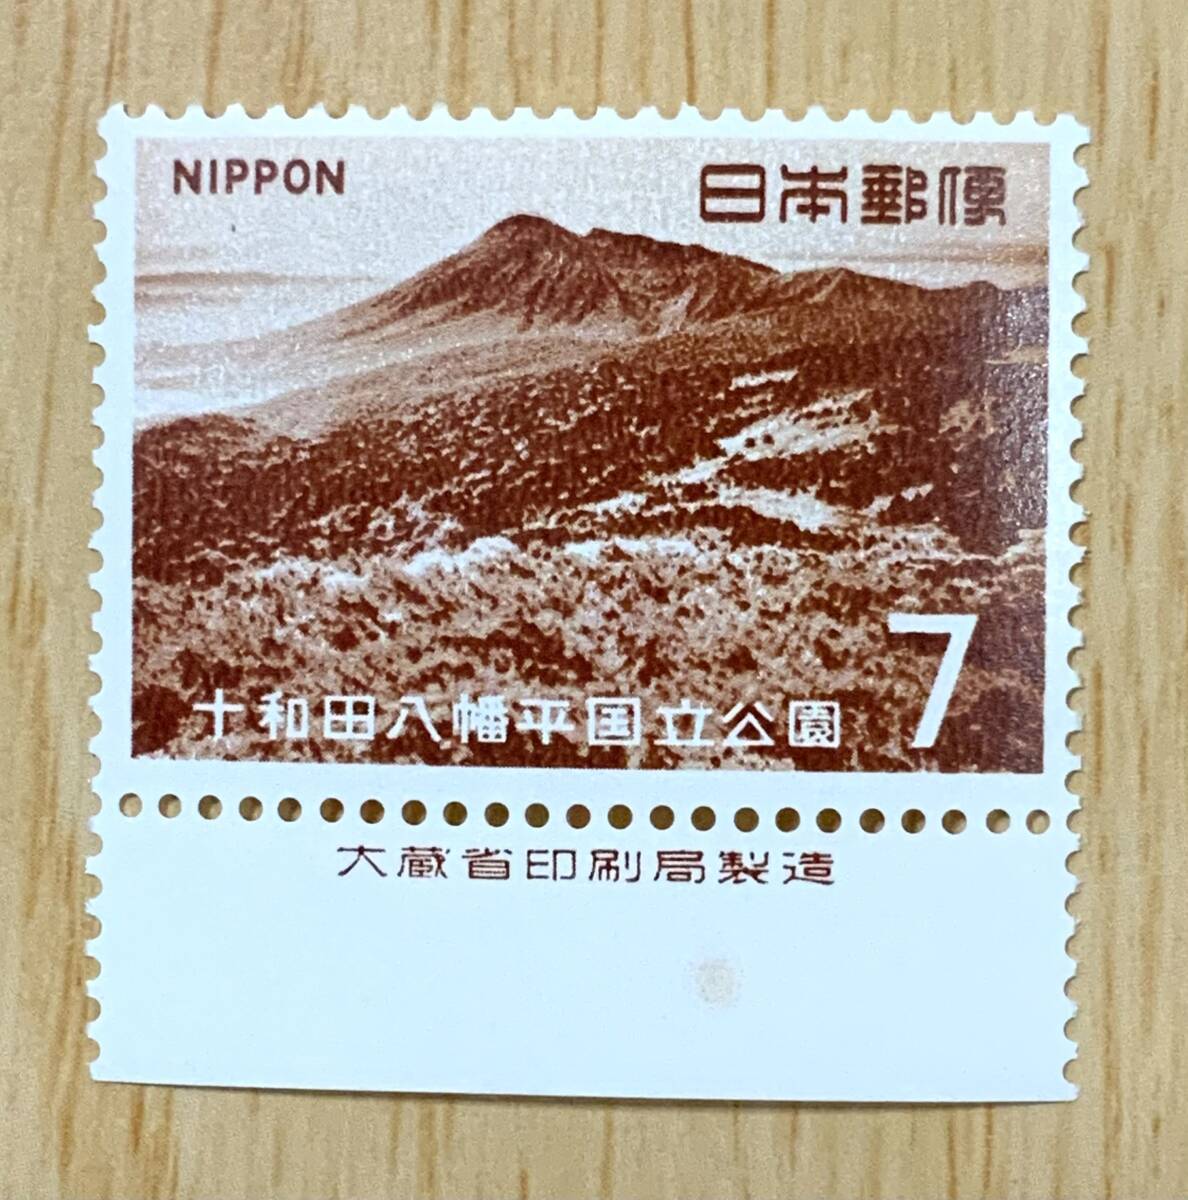 NIPPON
日本郵便
7
十和田八幡平国立公園
大蔵省印刷局製造